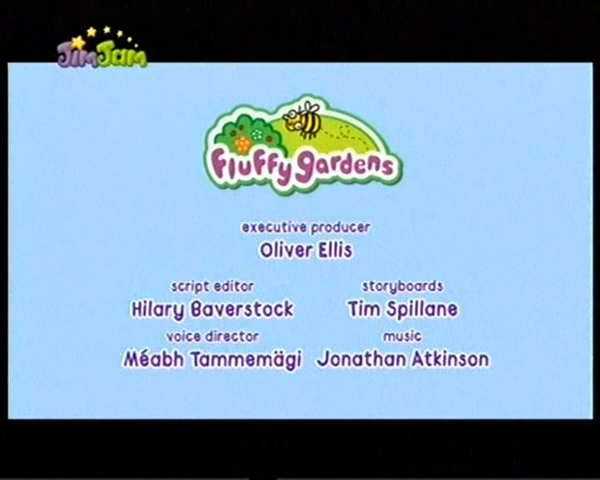 JimJam
Fluffy gardens
executive producer
Oliver Ellis
script editor
Hilary Baverstock
storyboards
Tim Spillane
voice director
Méabh Tammemägi
music
Jonathan Atkinson